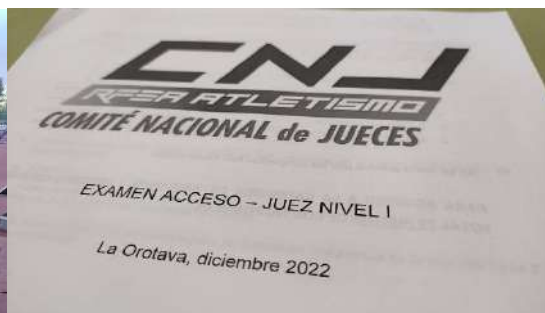 CNJ
RFEA ATLETISMO
COMITÉ NACIONAL de JUECES
EXAMEN ACCESO – JUEZ NIVEL I
La Orotava, diciembre 2022